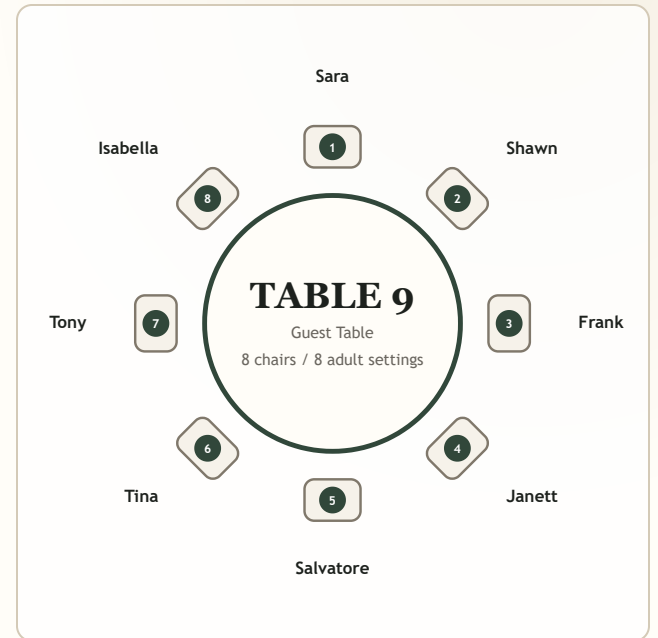 Sara
1
Isabella
Shawn
8
2
TABLE 9
Guest Table
8 chairs / 8 adult settings
Tony
7
3
Frank
6
4
Tina
Janett
5
Salvatore